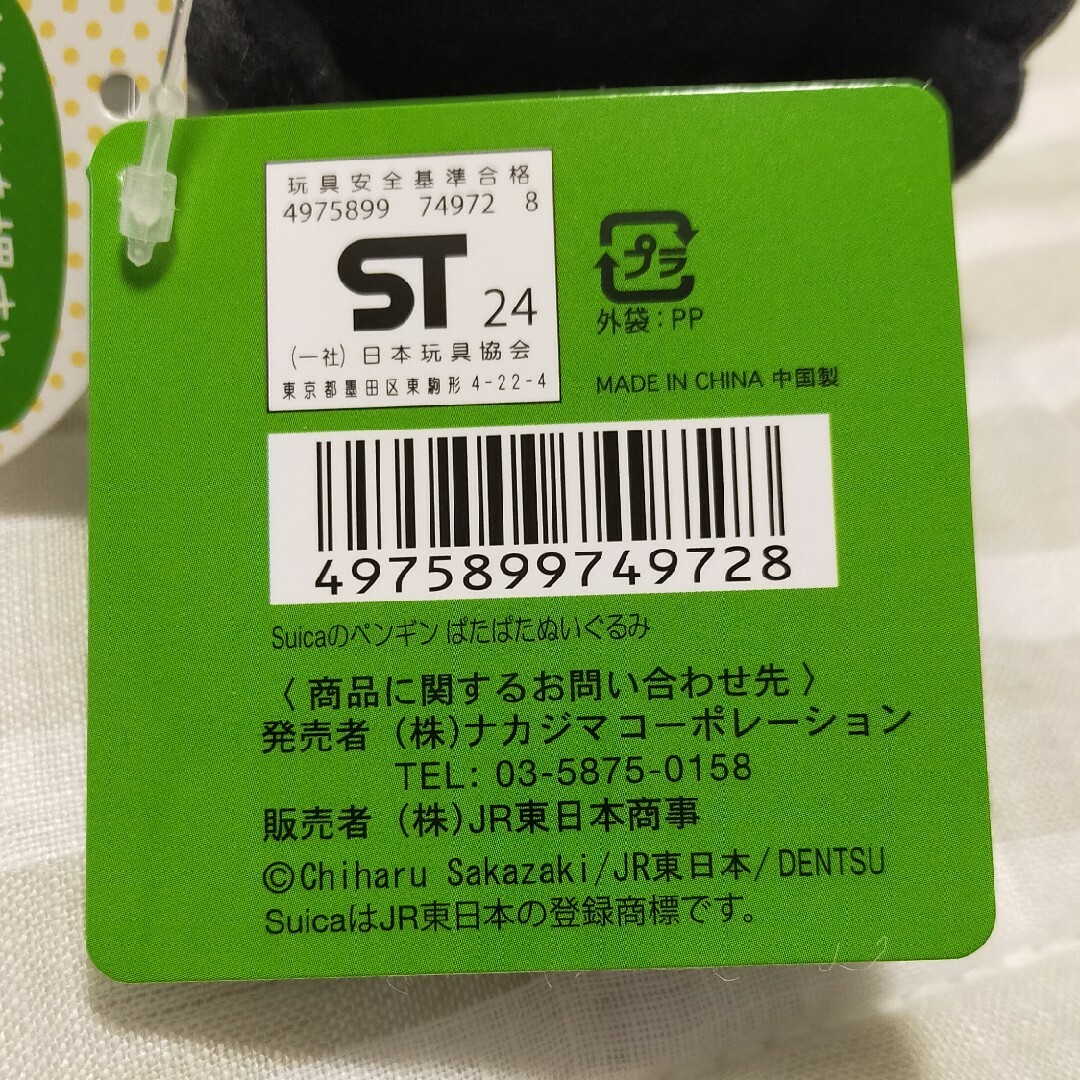 玩具安全基準合格
4975899 74972 8
ST 24
(一社) 日本玩具協会
東京都墨田区東駒形 4-22-4
プラ
外袋：PP
MADE IN CHINA 中国製
4975899749728
Suicaのペンギン ぱたぱたぬいぐるみ
〈 商品に関するお問い合わせ先 〉
発売者 (株)ナカジマコーポレーション
TEL: 03-5875-0158
販売者 (株)JR東日本商事
©Chiharu Sakazaki/JR東日本/DENTSU
SuicaはJR東日本の登録商標です。